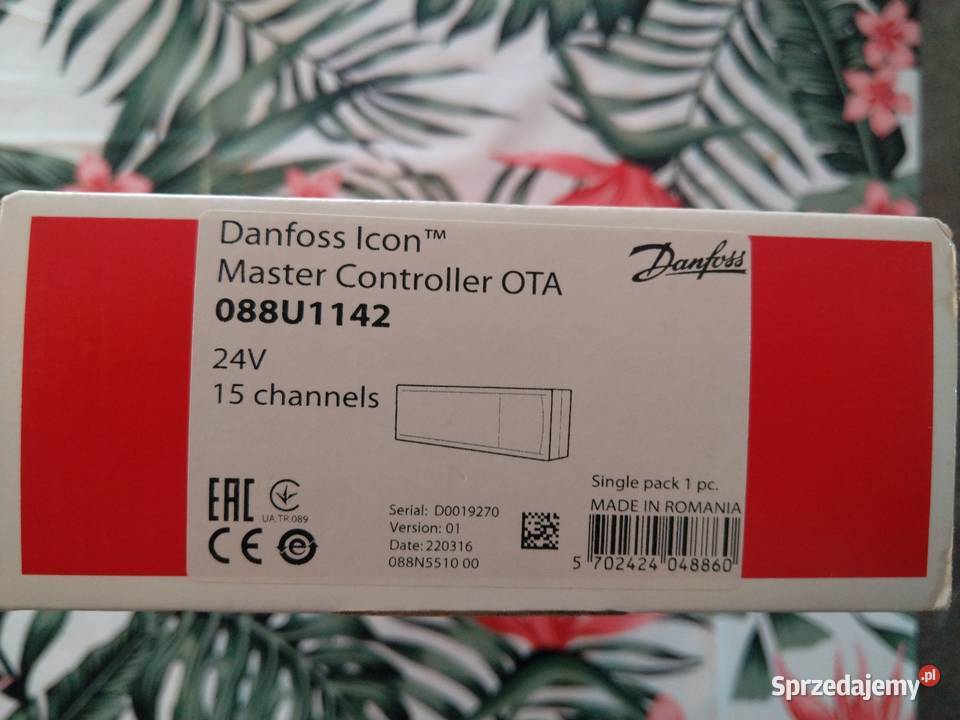 Danfoss Icon™
Master Controller OTA
088U1142
24V
15 channels
Danfoss
EAC
UA.TR.089
CE
e
Serial: D0019270
Version: 01
Date: 220316
088N5510 00
Single pack 1 pc.
MADE IN ROMANIA
5 702424 048860
Sprzedajemy.pl